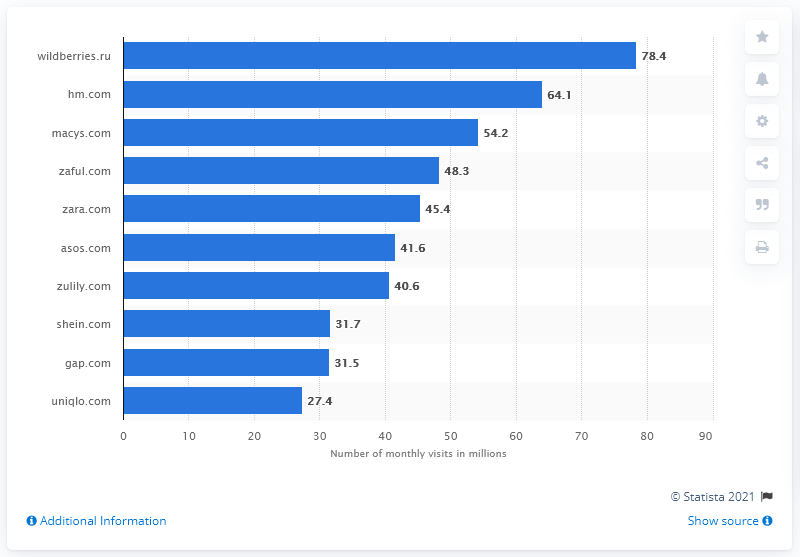 wildberries.ru 78.4
hm.com 64.1
macys.com 54.2
zaful.com 48.3
zara.com 45.4
asos.com 41.6
zulily.com 40.6
shein.com 31.7
gap.com 31.5
uniqlo.com 27.4
0 10 20 30 40 50 60 70 80 90
Number of monthly visits in millions
© Statista 2021
Additional Information Show source